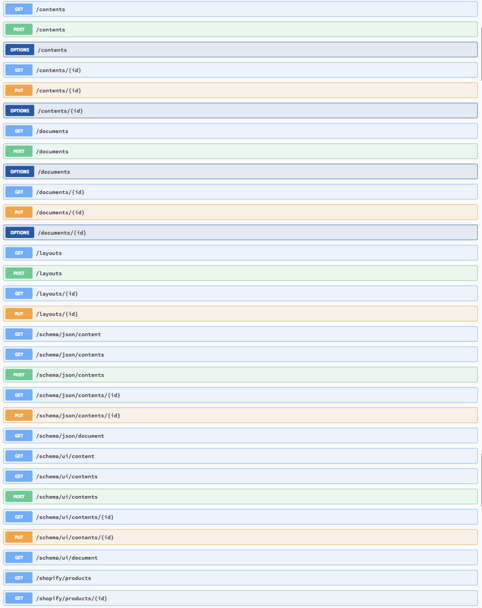 GET /contents
POST /contents
OPTIONS /contents
GET /contents/{id}
PUT /contents/{id}
OPTIONS /contents/{id}
GET /documents
POST /documents
OPTIONS /documents
GET /documents/{id}
PUT /documents/{id}
OPTIONS /documents/{id}
GET /layouts
POST /layouts
GET /layouts/{id}
PUT /layouts/{id}
GET /schema/json/content
GET /schema/json/contents
POST /schema/json/contents
GET /schema/json/contents/{id}
PUT /schema/json/contents/{id}
GET /schema/json/document
GET /schema/ui/content
GET /schema/ui/contents
POST /schema/ui/contents
GET /schema/ui/contents/{id}
PUT /schema/ui/contents/{id}
GET /schema/ui/document
GET /shopify/products
GET /shopify/products/{id}